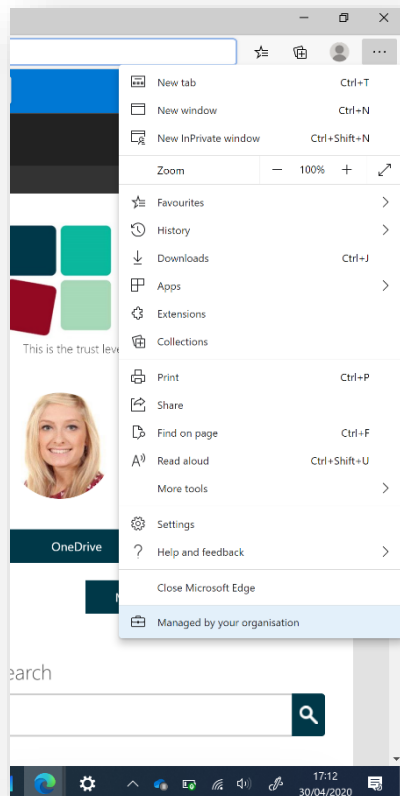 New tab Ctrl+T
New window Ctrl+N
New InPrivate window Ctrl+Shift+N
Zoom — 100% +
Favourites
History
Downloads Ctrl+J
Apps
Extensions
Collections
This is the trust leve
Print Ctrl+P
Share
Find on page Ctrl+F
Read aloud Ctrl+Shift+U
More tools
Settings
OneDrive
Help and feedback
Close Microsoft Edge
Managed by your organisation
earch
17:12
30/04/2020